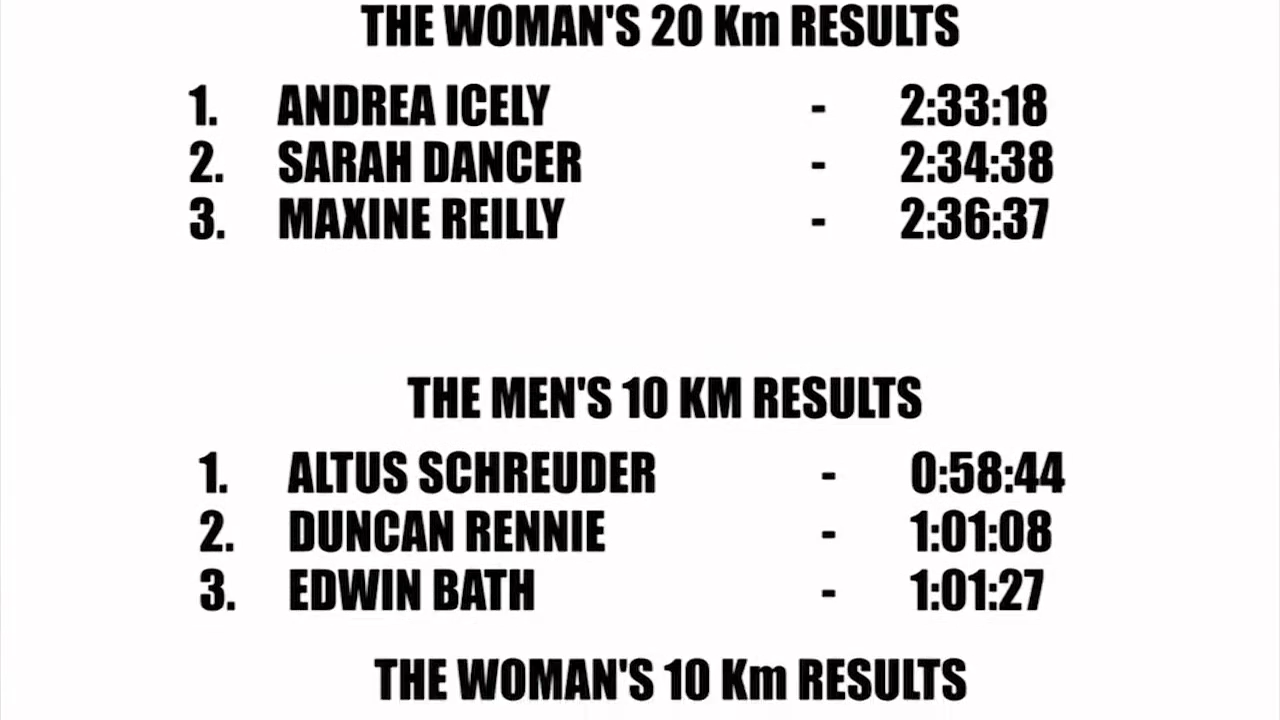 THE WOMAN'S 20 Km RESULTS
1. ANDREA ICELY - 2:33:18
2. SARAH DANCER - 2:34:38
3. MAXINE REILLY - 2:36:37
THE MEN'S 10 KM RESULTS
1. ALTUS SCHREUDER - 0:58:44
2. DUNCAN RENNIE - 1:01:08
3. EDWIN BATH - 1:01:27
THE WOMAN'S 10 Km RESULTS